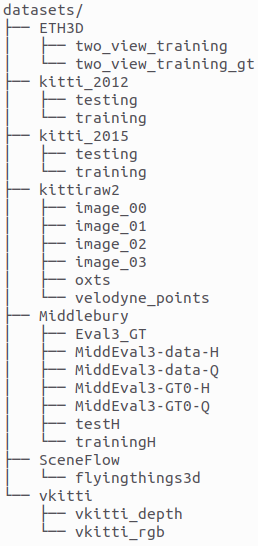 datasets/
├── ETH3D
│   ├── two_view_training
│   └── two_view_training_gt
├── kitti_2012
│   ├── testing
│   └── training
├── kitti_2015
│   ├── testing
│   └── training
├── kittiraw2
│   ├── image_00
│   ├── image_01
│   ├── image_02
│   ├── image_03
│   ├── oxts
│   └── velodyne_points
├── Middlebury
│   ├── Eval3_GT
│   ├── MiddEval3-data-H
│   ├── MiddEval3-data-Q
│   ├── MiddEval3-GT0-H
│   ├── MiddEval3-GT0-Q
│   ├── testH
│   └── trainingH
├── SceneFlow
│   └── flyingthings3d
└── vkitti
    ├── vkitti_depth
    └── vkitti_rgb